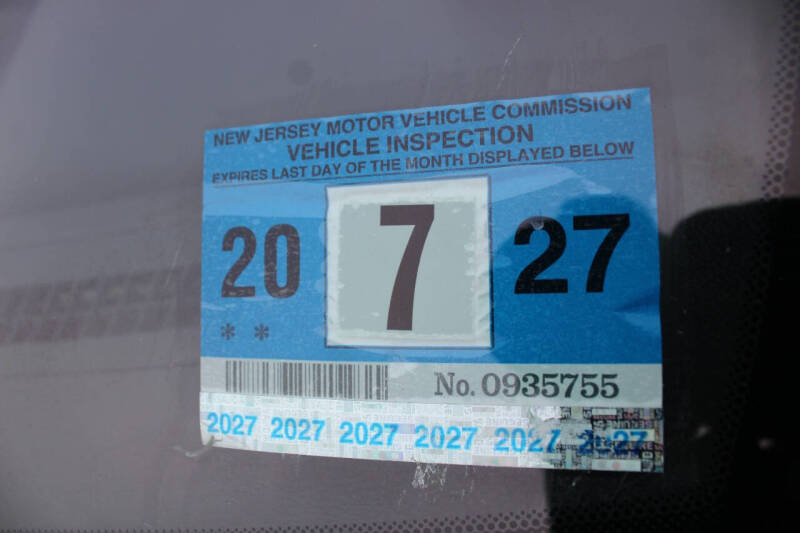 NEW JERSEY MOTOR VEHICLE COMMISSION
VEHICLE INSPECTION
EXPIRES LAST DAY OF THE MONTH DISPLAYED BELOW
20 7 27
* *
No. 0935755
2027 2027 2027 2027 2027 2027